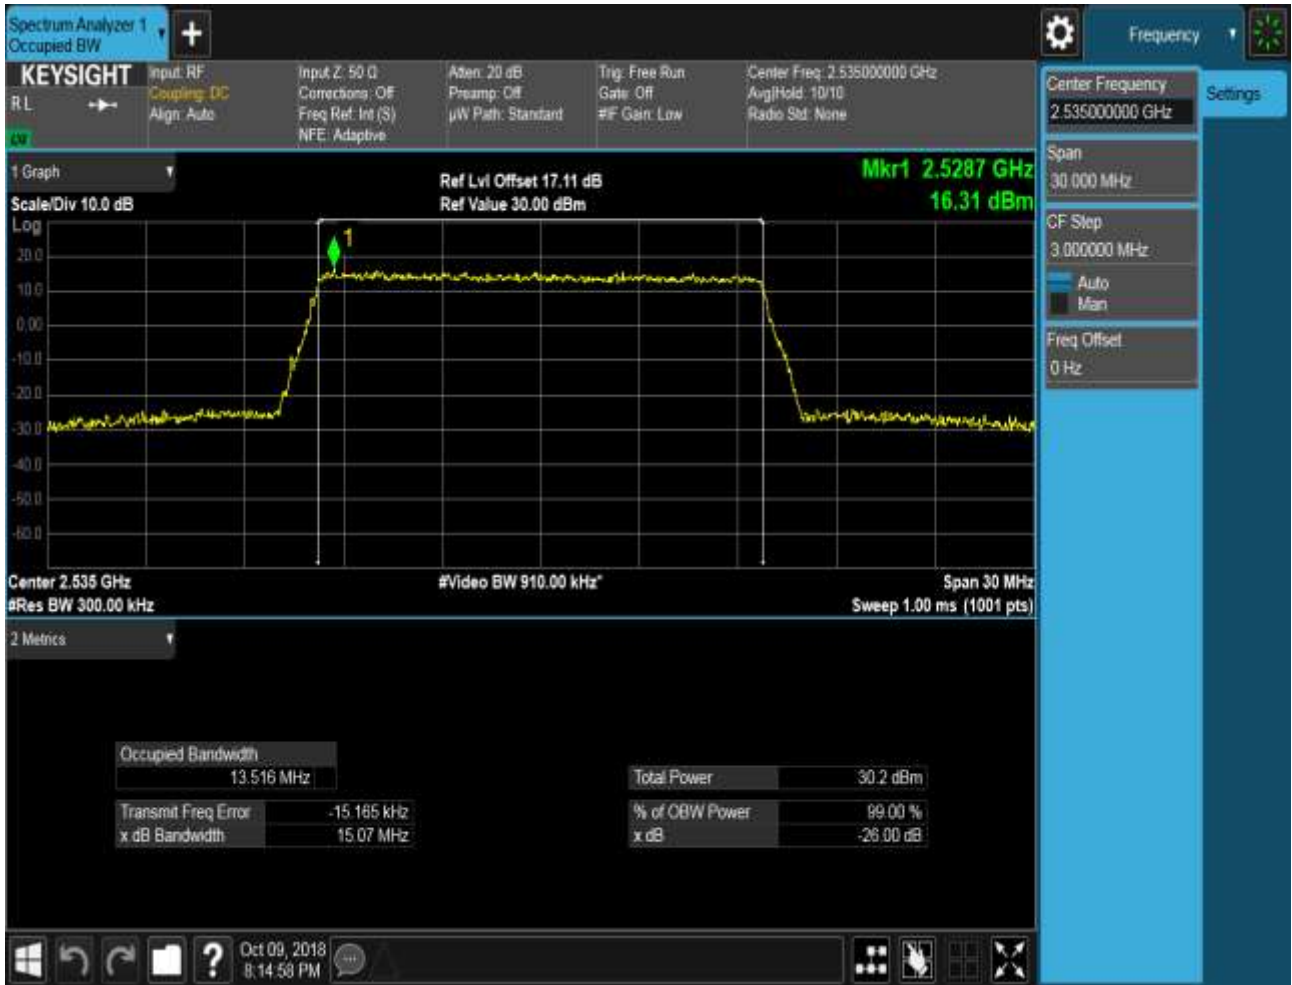 Spectrum Analyzer 1
Occupied BW
Frequency
KEYSIGHT
R L
LXI
Input: RF
Coupling: DC
Align: Auto
Input Z: 50 Ω
Corrections: Off
Freq Ref: Int (S)
NFE: Adaptive
Atten: 20 dB
Preamp: Off
µW Path: Standard
Trig: Free Run
Gate: Off
#IF Gain: Low
Center Freq: 2.535000000 GHz
Avg|Hold: 10/10
Radio Std: None
Center Frequency
2.535000000 GHz
Settings
Span
30.000 MHz
CF Step
3.000000 MHz
Auto
Man
Freq Offset
0 Hz
1 Graph
Scale/Div 10.0 dB
Ref Lvl Offset 17.11 dB
Ref Value 30.00 dBm
Mkr1 2.5287 GHz
16.31 dBm
Log
1
20.0
10.0
0.00
-10.0
-20.0
-30.0
-40.0
-50.0
-60.0
Center 2.535 GHz
#Res BW 300.00 kHz
#Video BW 910.00 kHz*
Span 30 MHz
Sweep 1.00 ms (1001 pts)
2 Metrics
Occupied Bandwidth
13.516 MHz
Total Power 30.2 dBm
Transmit Freq Error -15.165 kHz
% of OBW Power 99.00 %
x dB Bandwidth 15.07 MHz
x dB -26.00 dB
Oct 09, 2018
8:14:58 PM